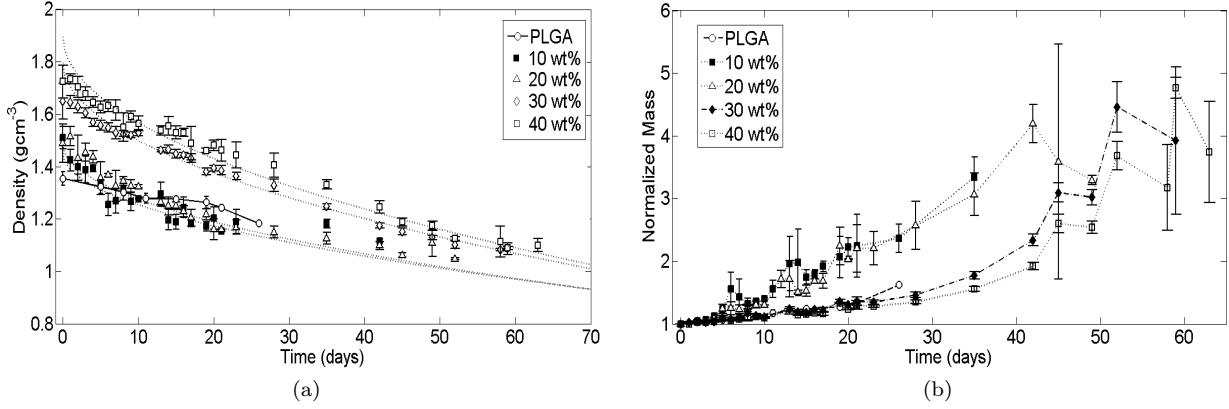 2
1.8
1.6
1.4
1.2
1
0.8
0 10 20 30 40 50 60 70
Density (gcm⁻³)
Time (days)
PLGA
10 wt%
20 wt%
30 wt%
40 wt%
(a)
6
5
4
3
2
1
0 10 20 30 40 50 60
Normalized Mass
Time (days)
PLGA
10 wt%
20 wt%
30 wt%
40 wt%
(b)